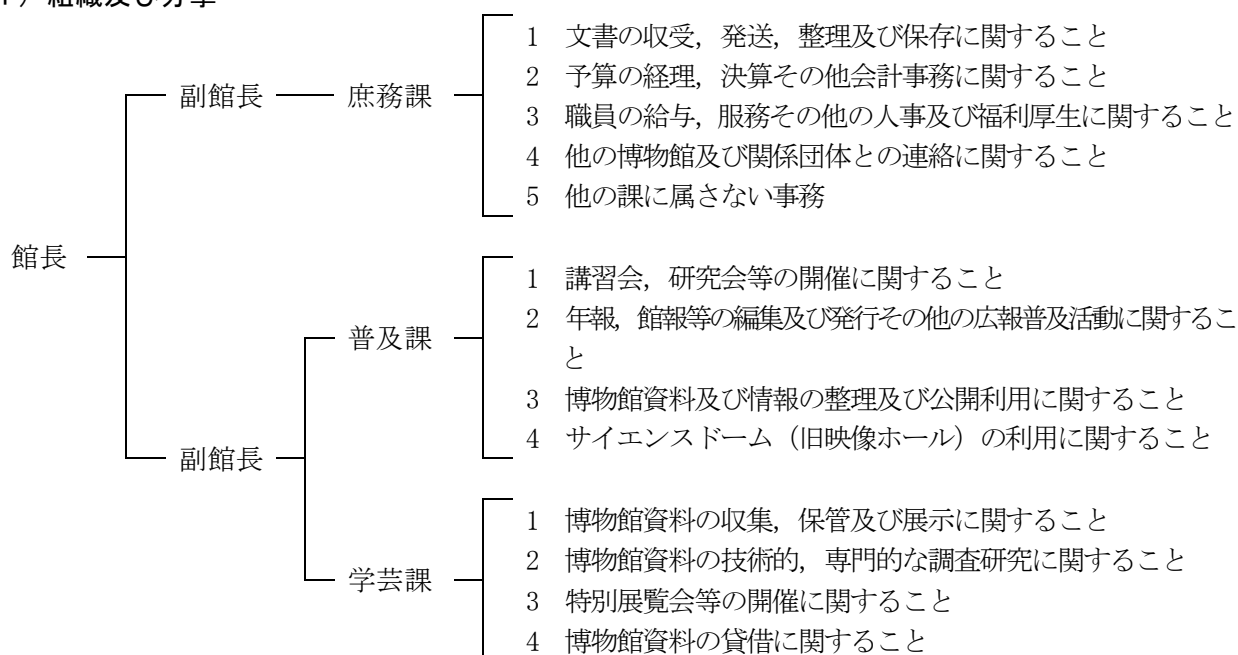 組織及び分掌
1 文書の収受，発送，整理及び保存に関すること
2 予算の経理，決算その他会計事務に関すること
3 職員の給与，服務その他の人事及び福利厚生に関すること
4 他の博物館及び関係団体との連絡に関すること
5 他の課に属さない事務
副館長
庶務課
館長
1 講習会，研究会等の開催に関すること
2 年報，館報等の編集及び発行その他の広報普及活動に関するこ
と
3 博物館資料及び情報の整理及び公開利用に関すること
4 サイエンスドーム（旧映像ホール）の利用に関すること
普及課
副館長
1 博物館資料の収集，保管及び展示に関すること
2 博物館資料の技術的，専門的な調査研究に関すること
3 特別展覧会等の開催に関すること
4 博物館資料の貸借に関すること
学芸課